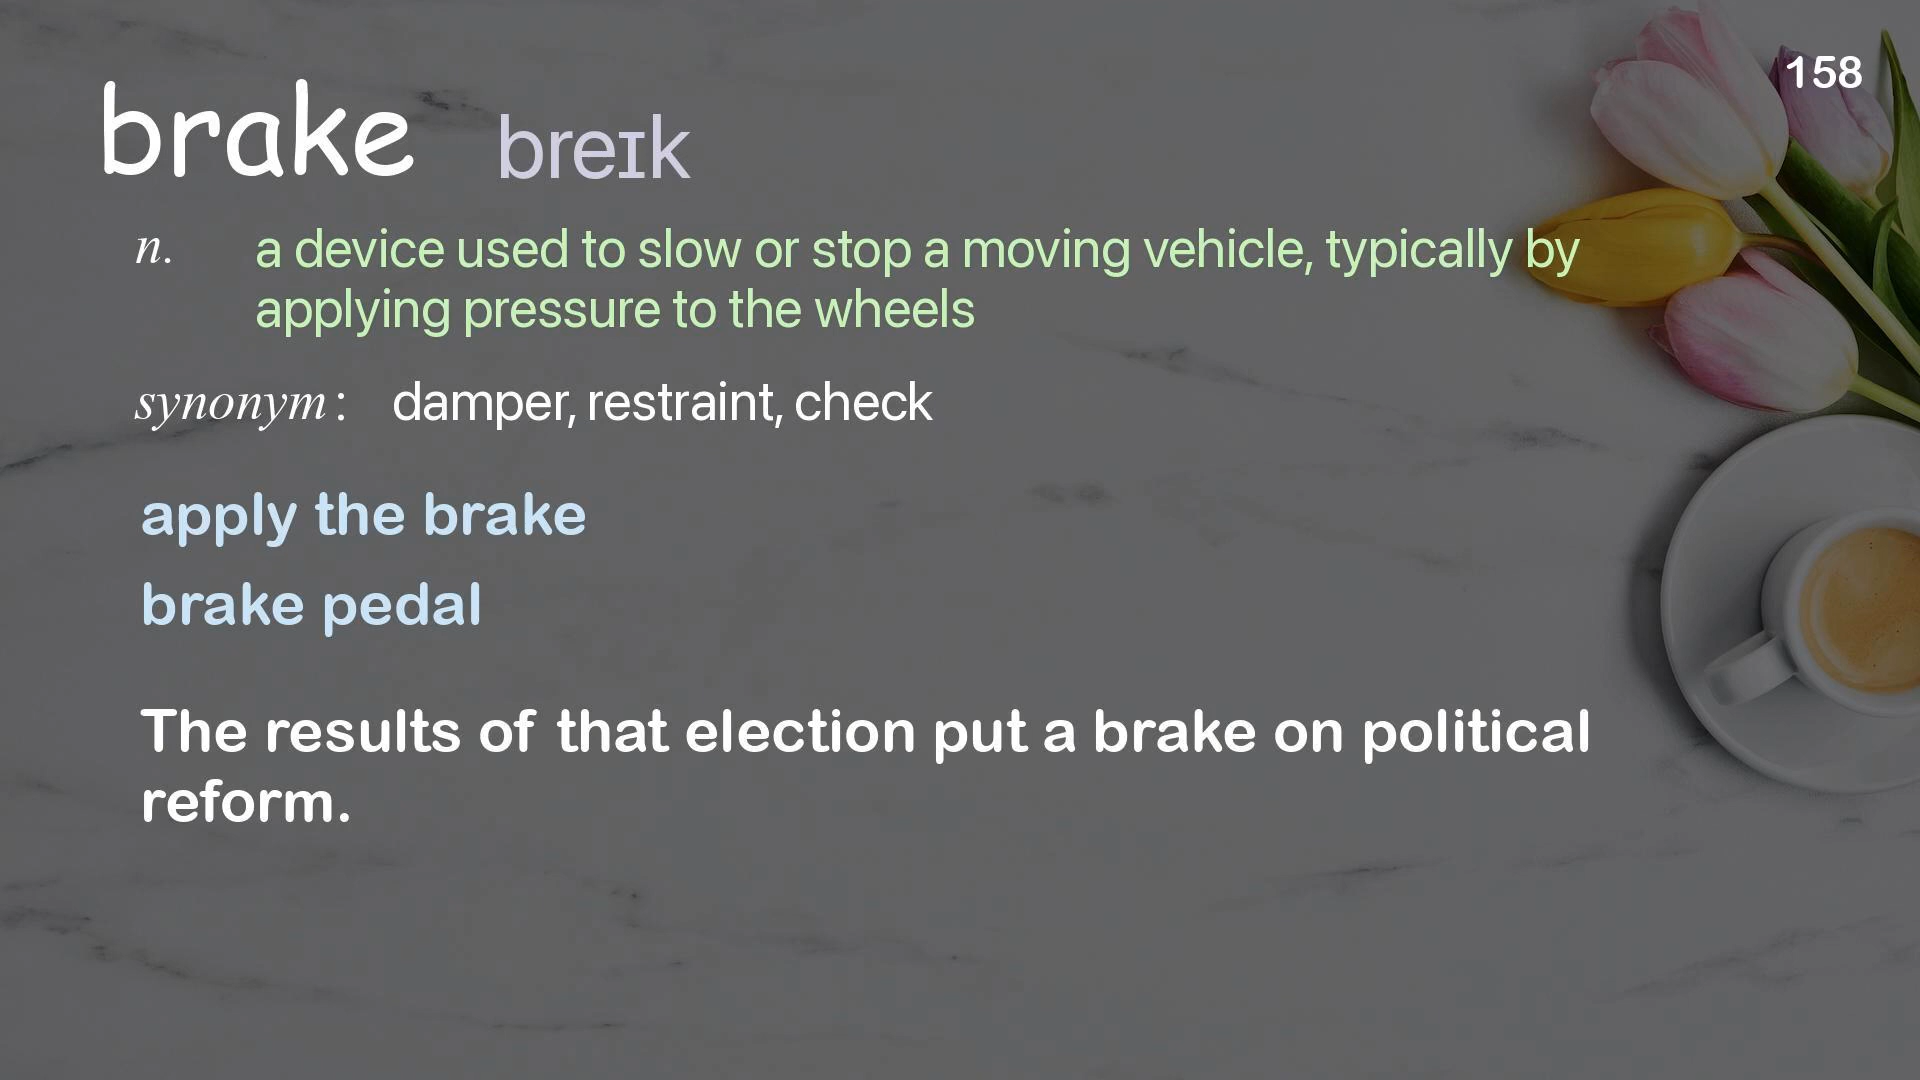 158
brake breɪk
n. a device used to slow or stop a moving vehicle, typically by
applying pressure to the wheels
synonym: damper, restraint, check
apply the brake
brake pedal
The results of that election put a brake on political
reform.